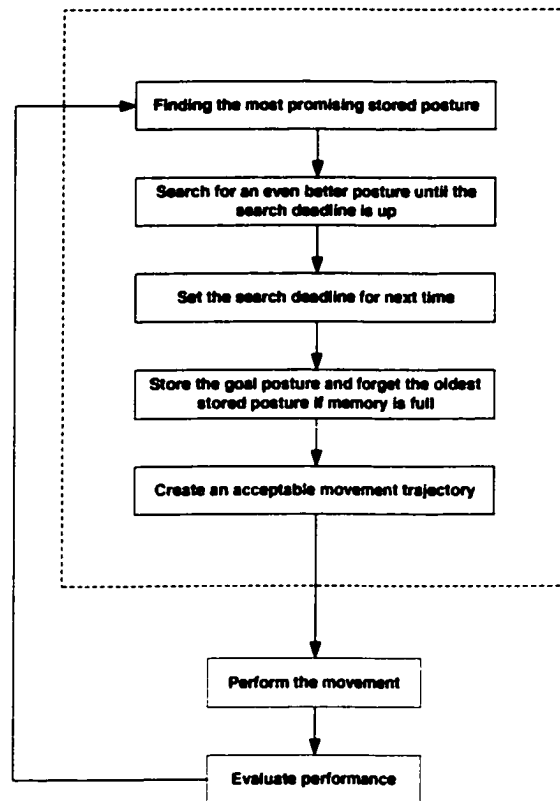 Finding the most promising stored posture
Search for an even better posture until the
search deadline is up
Set the search deadline for next time
Store the goal posture and forget the oldest
stored posture if memory is full
Create an acceptable movement trajectory
Perform the movement
Evaluate performance